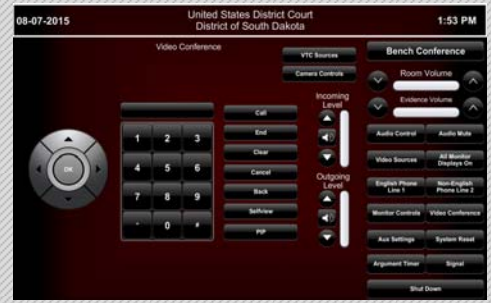 08-07-2015
United States District Court
District of South Dakota
1:53 PM
Video Conference
VTC Sources
Camera Controls
Bench Conference
Room Volume
Evidence Volume
Incoming
Level
Outgoing
Level
1 2 3
4 5 6
7 8 9
0 #
OK
Call
End
Clear
Cancel
Back
Selfview
PIP
Audio Control
Audio Mute
Video Sources
All Monitor
Displays On
English Phone
Line 1
Non-English
Phone Line 2
Monitor Controls
Video Conference
Aux Settings
System Reset
Argument Timer
Signal
Shut Down